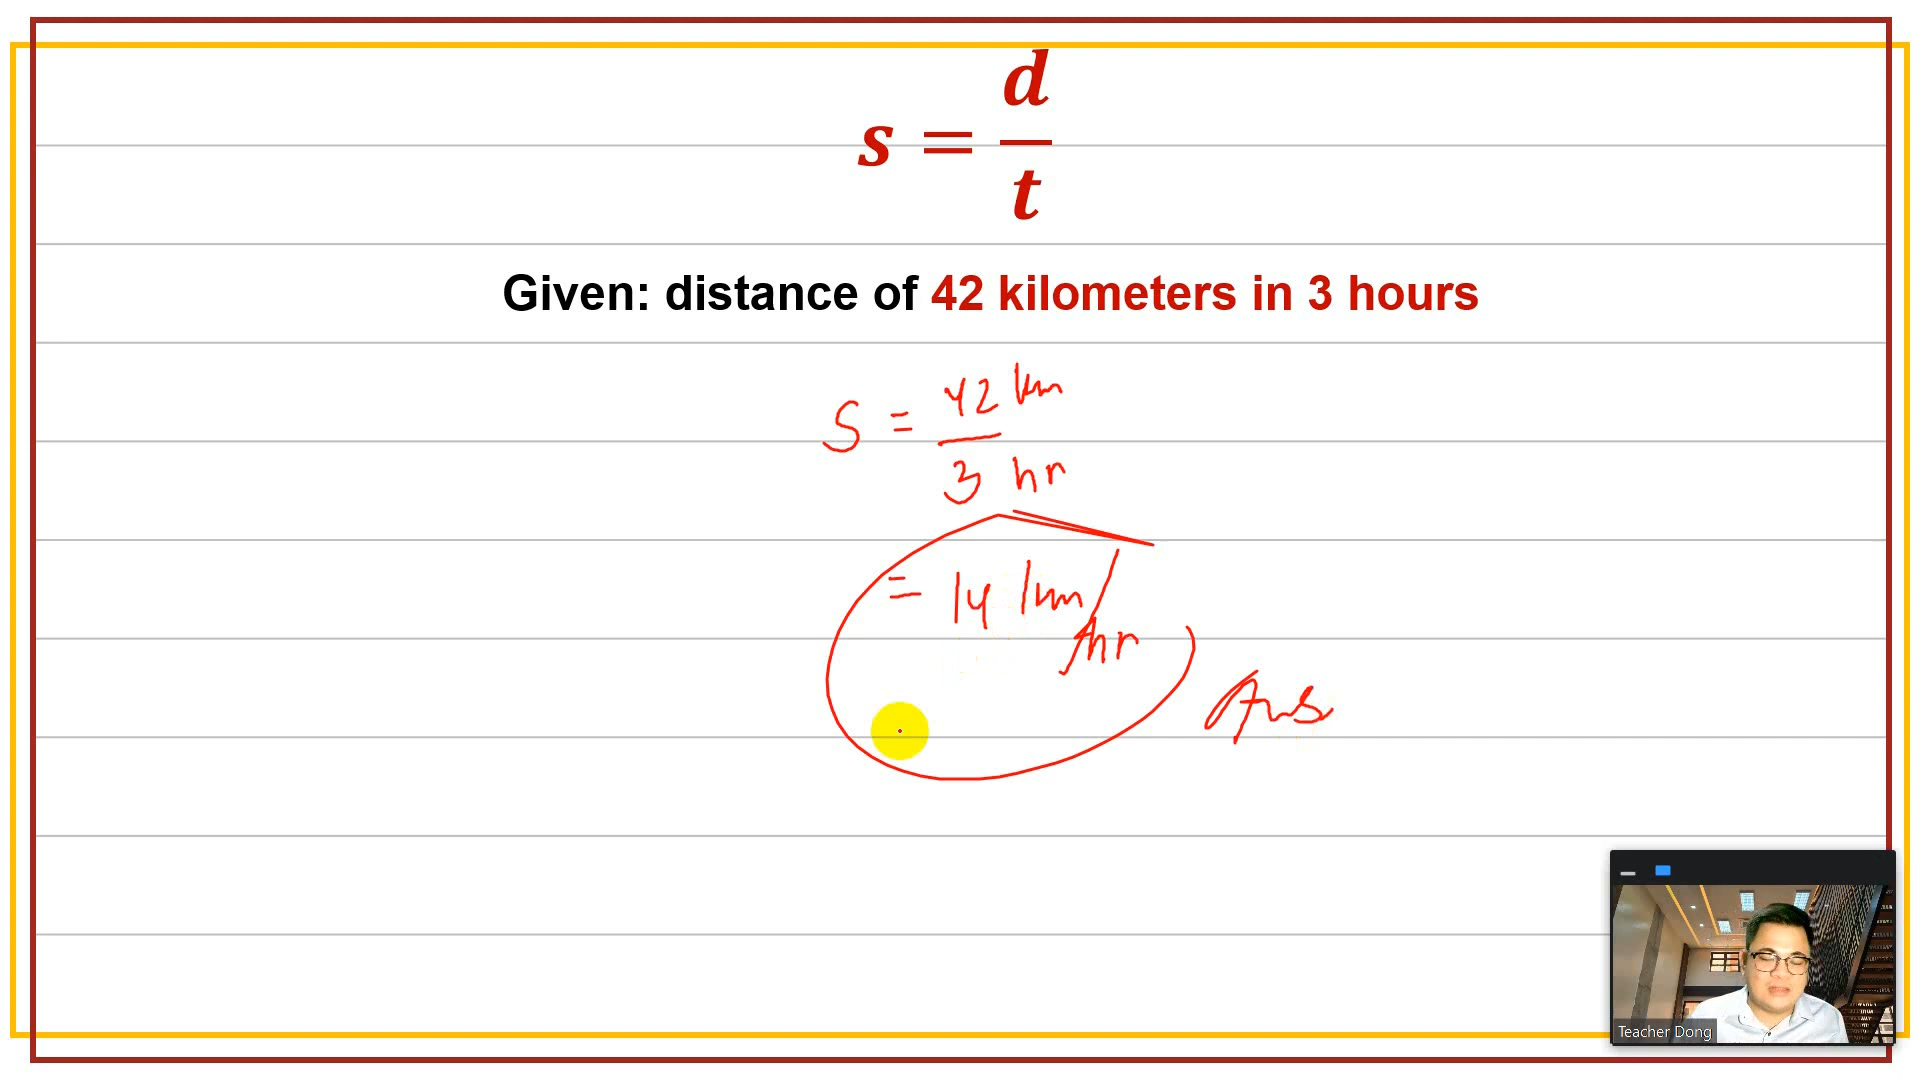 s = d/t
Given: distance of 42 kilometers in 3 hours
S = 42 km
3 hr
= 14 km/hr
Ans
Teacher Dong